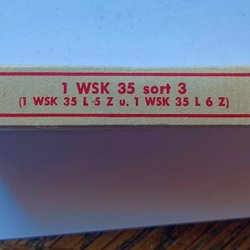 1 WSK 35 sort 3
(1 WSK 35 L 5 Z u. 1 WSK 35 L 6 Z)